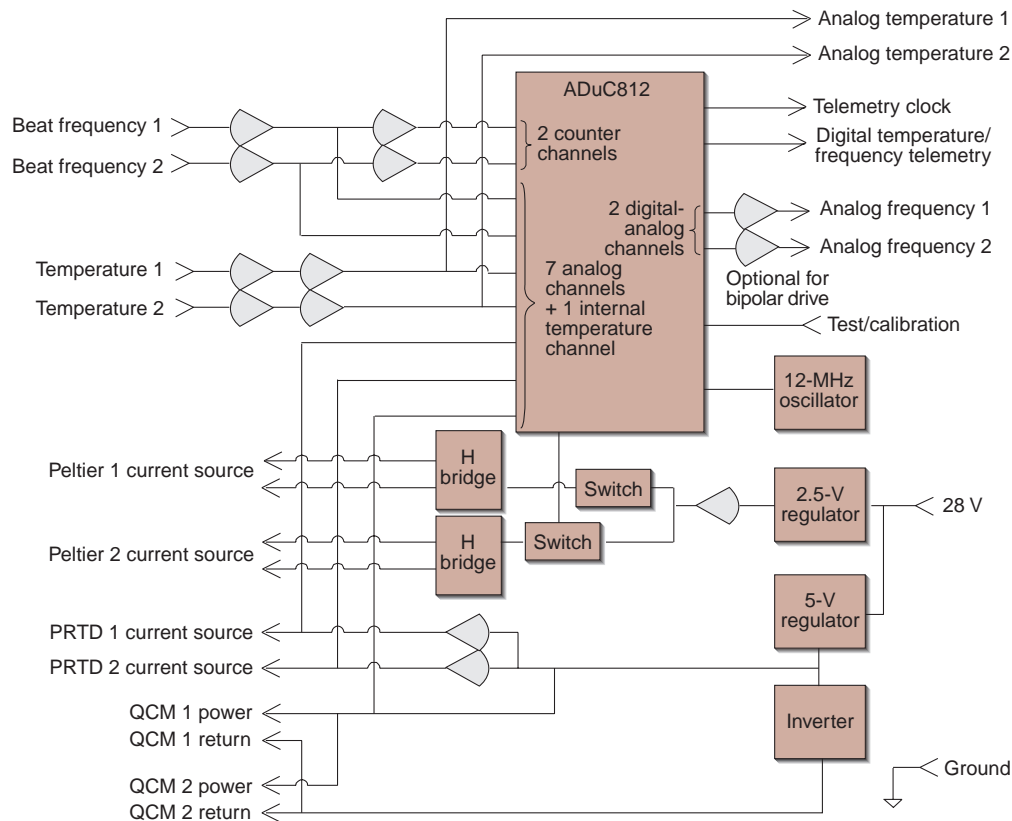 Analog temperature 1
Analog temperature 2
ADuC812
Telemetry clock
Beat frequency 1
2 counter
channels
Digital temperature/
frequency telemetry
Beat frequency 2
2 digital-
analog
channels
Analog frequency 1
Analog frequency 2
Temperature 1
7 analog
channels
+ 1 internal
temperature
channel
Optional for
bipolar drive
Temperature 2
Test/calibration
12-MHz
oscillator
Peltier 1 current source
H
bridge
Switch
2.5-V
regulator
28 V
Peltier 2 current source
H
bridge
Switch
5-V
regulator
PRTD 1 current source
PRTD 2 current source
QCM 1 power
QCM 1 return
Inverter
Ground
QCM 2 power
QCM 2 return